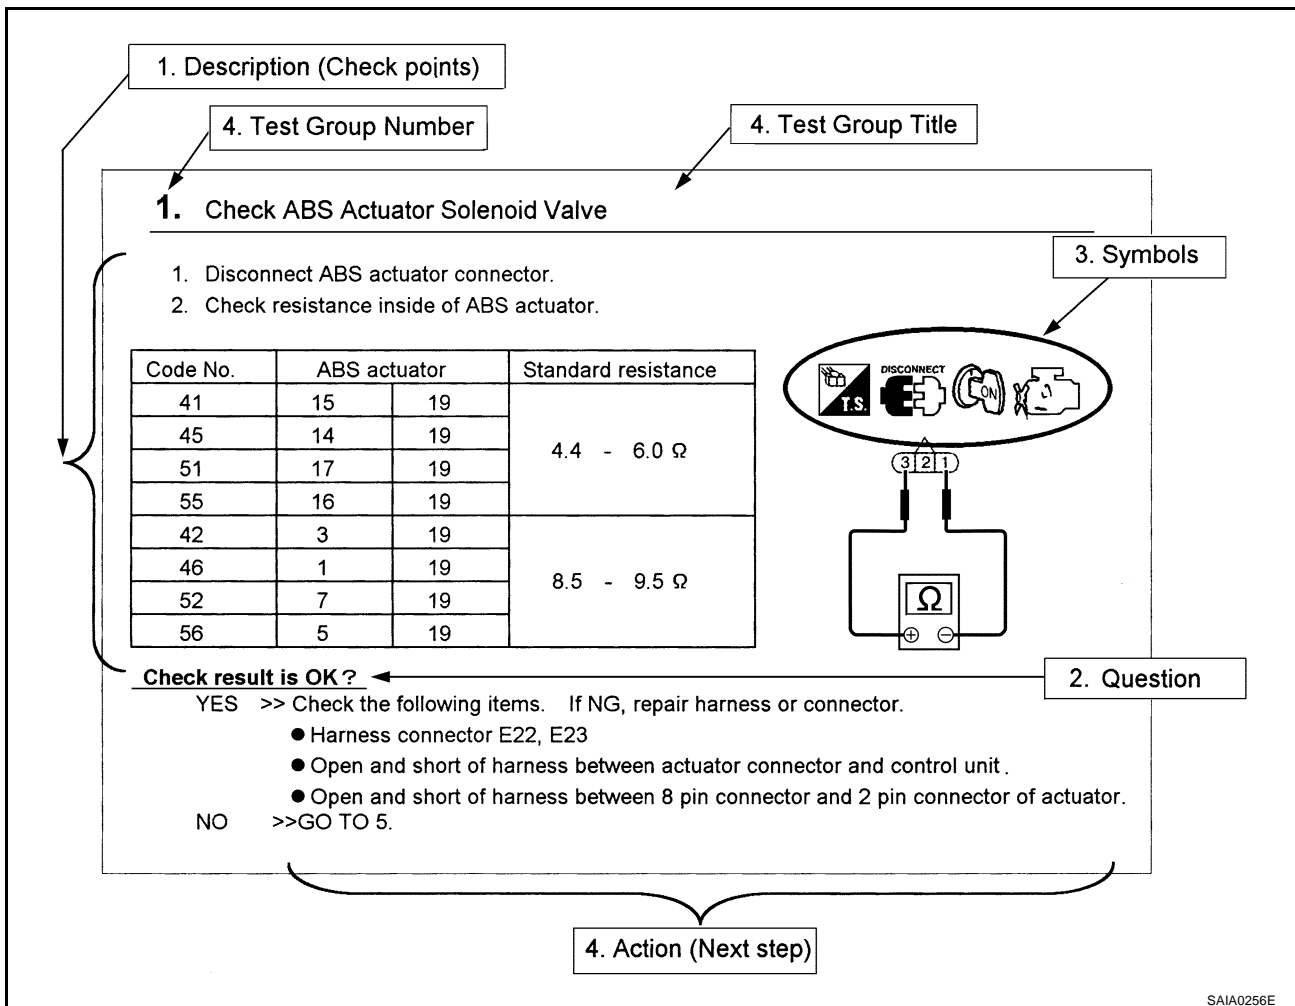 1. Description (Check points)
4. Test Group Number
4. Test Group Title
1. Check ABS Actuator Solenoid Valve
3. Symbols
1. Disconnect ABS actuator connector.
2. Check resistance inside of ABS actuator.
Code No. ABS actuator Standard resistance
41 15 19
45 14 19
51 17 19
55 16 19
4.4 - 6.0 Ω
42 3 19
46 1 19
52 7 19
56 5 19
8.5 - 9.5 Ω
T.S.
DISCONNECT
ON
3 2 1
Ω
+ −
Check result is OK?
2. Question
YES >> Check the following items. If NG, repair harness or connector.
● Harness connector E22, E23
● Open and short of harness between actuator connector and control unit.
● Open and short of harness between 8 pin connector and 2 pin connector of actuator.
NO >>GO TO 5.
4. Action (Next step)
SAIA0256E